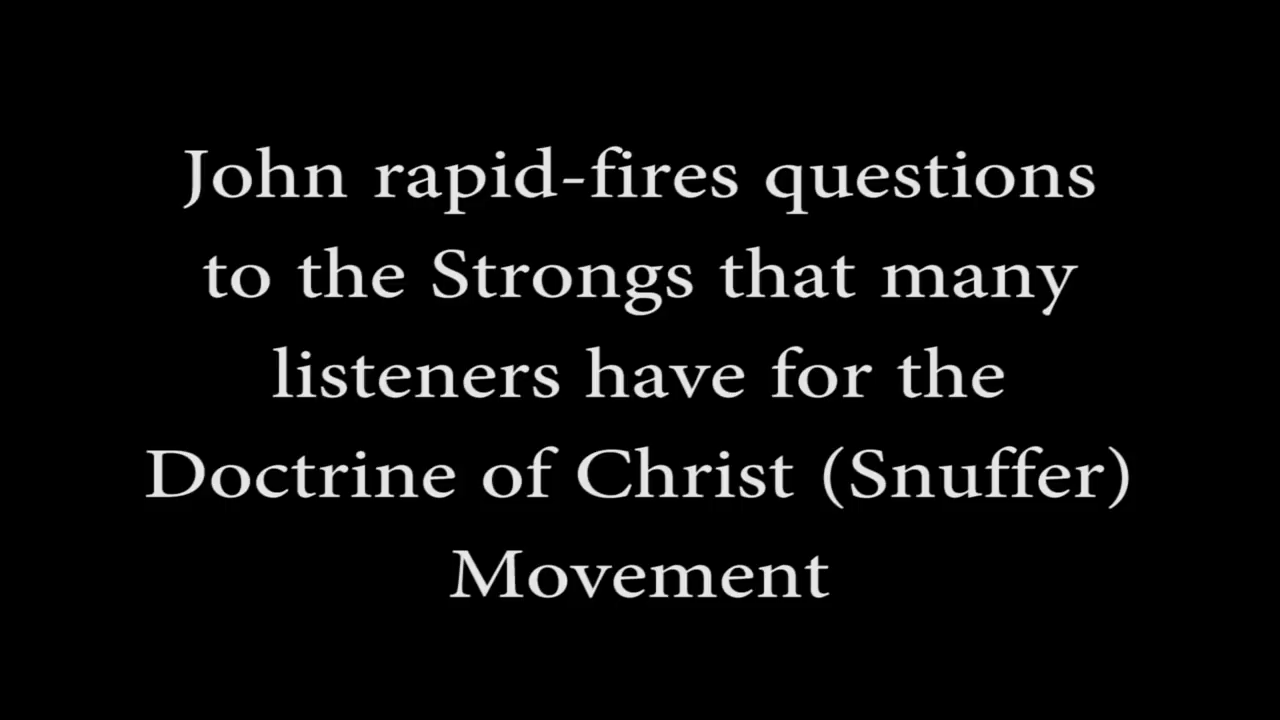 John rapid-fires questions
to the Strongs that many
listeners have for the
Doctrine of Christ (Snuffer)
Movement